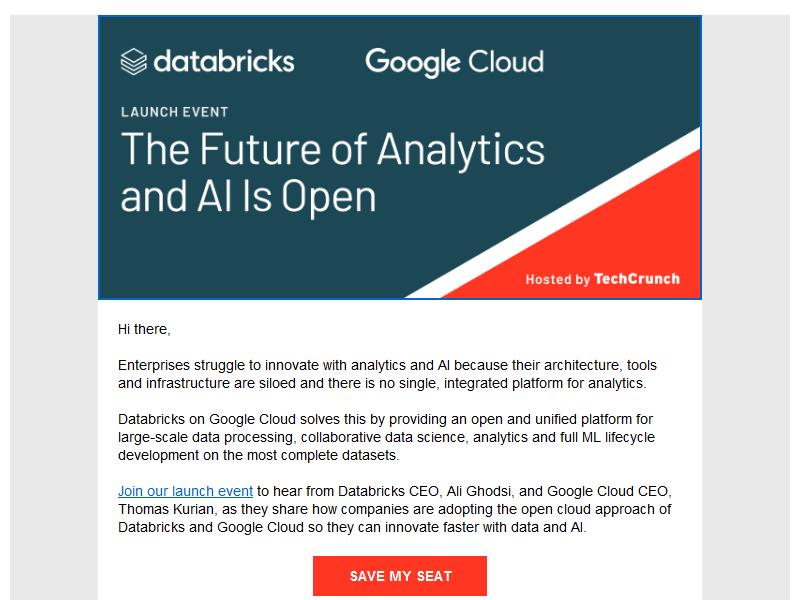 databricks
Google Cloud
LAUNCH EVENT
The Future of Analytics
and AI Is Open
Hosted by TechCrunch
Hi there,
Enterprises struggle to innovate with analytics and AI because their architecture, tools
and infrastructure are siloed and there is no single, integrated platform for analytics.
Databricks on Google Cloud solves this by providing an open and unified platform for
large-scale data processing, collaborative data science, analytics and full ML lifecycle
development on the most complete datasets.
Join our launch event to hear from Databricks CEO, Ali Ghodsi, and Google Cloud CEO,
Thomas Kurian, as they share how companies are adopting the open cloud approach of
Databricks and Google Cloud so they can innovate faster with data and AI.
SAVE MY SEAT